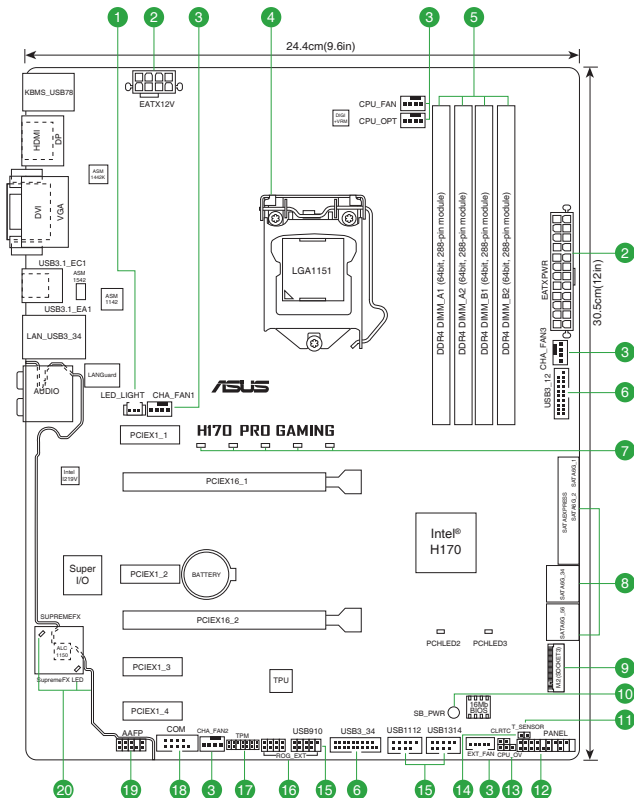 1
2
3
4
3
5
24.4cm(9.6in)
KBMS_USB78
EATX12V
CPU_FAN
CPU_OPT
DIGI
+VRM
HDMI
DP
ASM
1442K
DVI
VGA
LGA1151
DDR4 DIMM_A1 (64bit, 288-pin module)
DDR4 DIMM_A2 (64bit, 288-pin module)
DDR4 DIMM_B1 (64bit, 288-pin module)
DDR4 DIMM_B2 (64bit, 288-pin module)
EATXPWR
2
30.5cm(12in)
USB3.1_EC1
ASM
1542
USB3.1_EA1
ASM
1142
LAN_USB3_34
CHA_FAN3
3
LANGuard
AUDIO
USB3_12
6
LED_LIGHT
CHA_FAN1
ASUS
PCIEX1_1
H170 PRO GAMING
7
Intel
I219V
PCIEX16_1
SATAEXPRESS
SATA6G_1
SATA6G_2
Intel®
H170
Super
I/O
PCIEX1_2
BATTERY
SATA6G_34
8
SUPREMEFX
PCIEX16_2
SATA6G_56
PCHLED2
PCHLED3
ALC
1150
SupremeFX LED
PCIEX1_3
TPU
M.2(SOCKET3)
9
PCIEX1_4
SB_PWR
10
16Mb
BIOS
11
T_SENSOR
AAFP
COM
CHA_FAN2
TPM
ROG_EXT
USB910
USB3_34
USB1112
USB1314
EXT_FAN
CLRTC
CPU_OV
PANEL
20
19
18
3
17
16
15
6
15
14
3
13
12